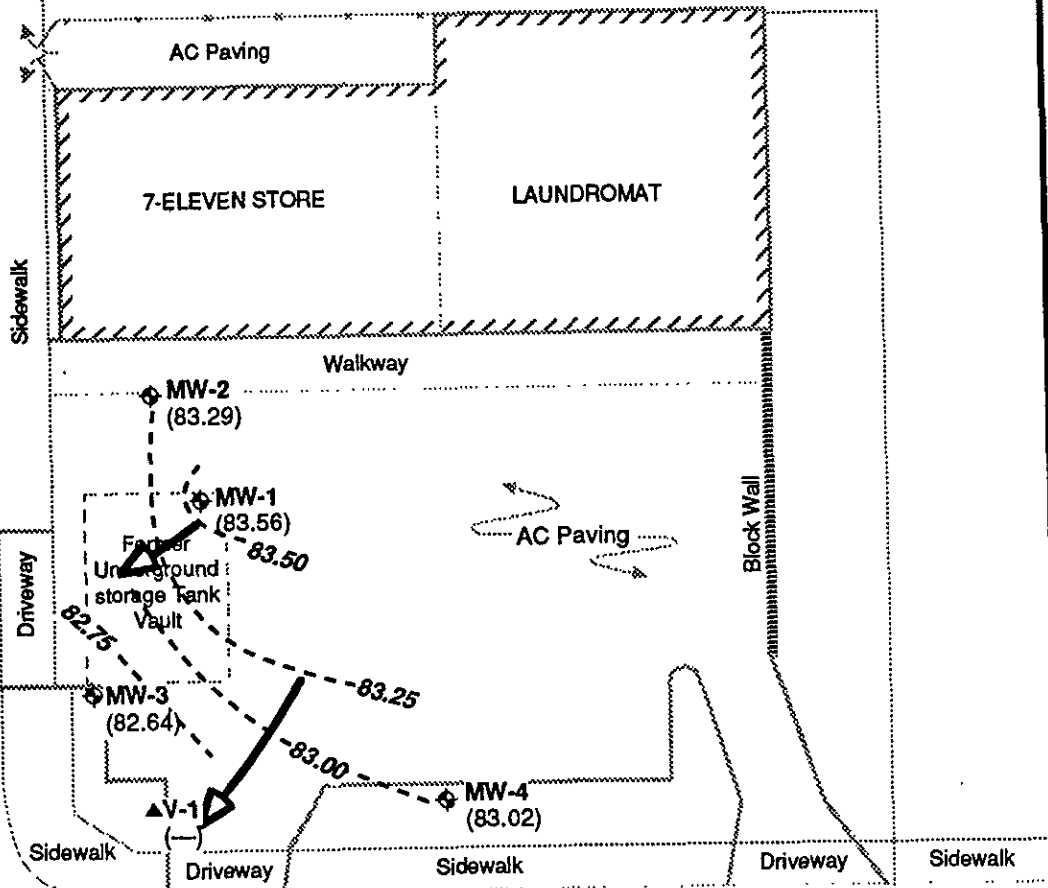 AC Paving
7-ELEVEN STORE
LAUNDROMAT
Sidewalk
Walkway
MW-2
(83.29)
MW-1
(83.56)
83.50
AC Paving
Block Wall
Former
Underground
storage Tank
Vault
Driveway
82.75
MW-3
(82.64)
83.25
83.00
MW-4
(83.02)
V-1
(—)
Sidewalk
Driveway
Sidewalk
Driveway
Sidewalk